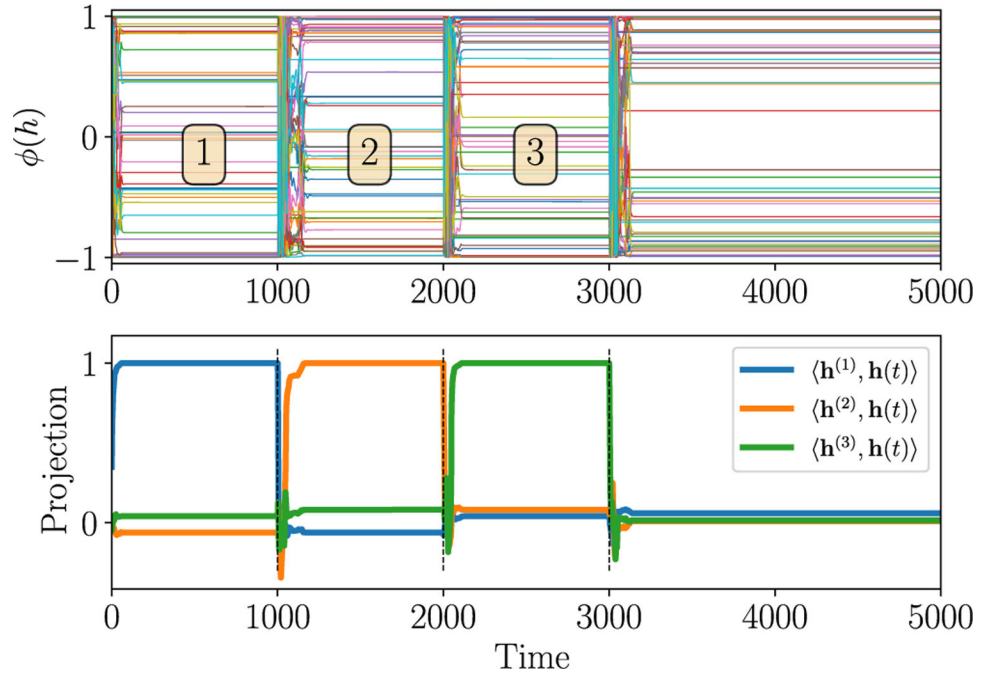 ϕ(h)
1
0
−1
1
2
3
0 1000 2000 3000 4000 5000
Projection
1
0
⟨h⁽¹⁾, h(t)⟩
⟨h⁽²⁾, h(t)⟩
⟨h⁽³⁾, h(t)⟩
0 1000 2000 3000 4000 5000
Time